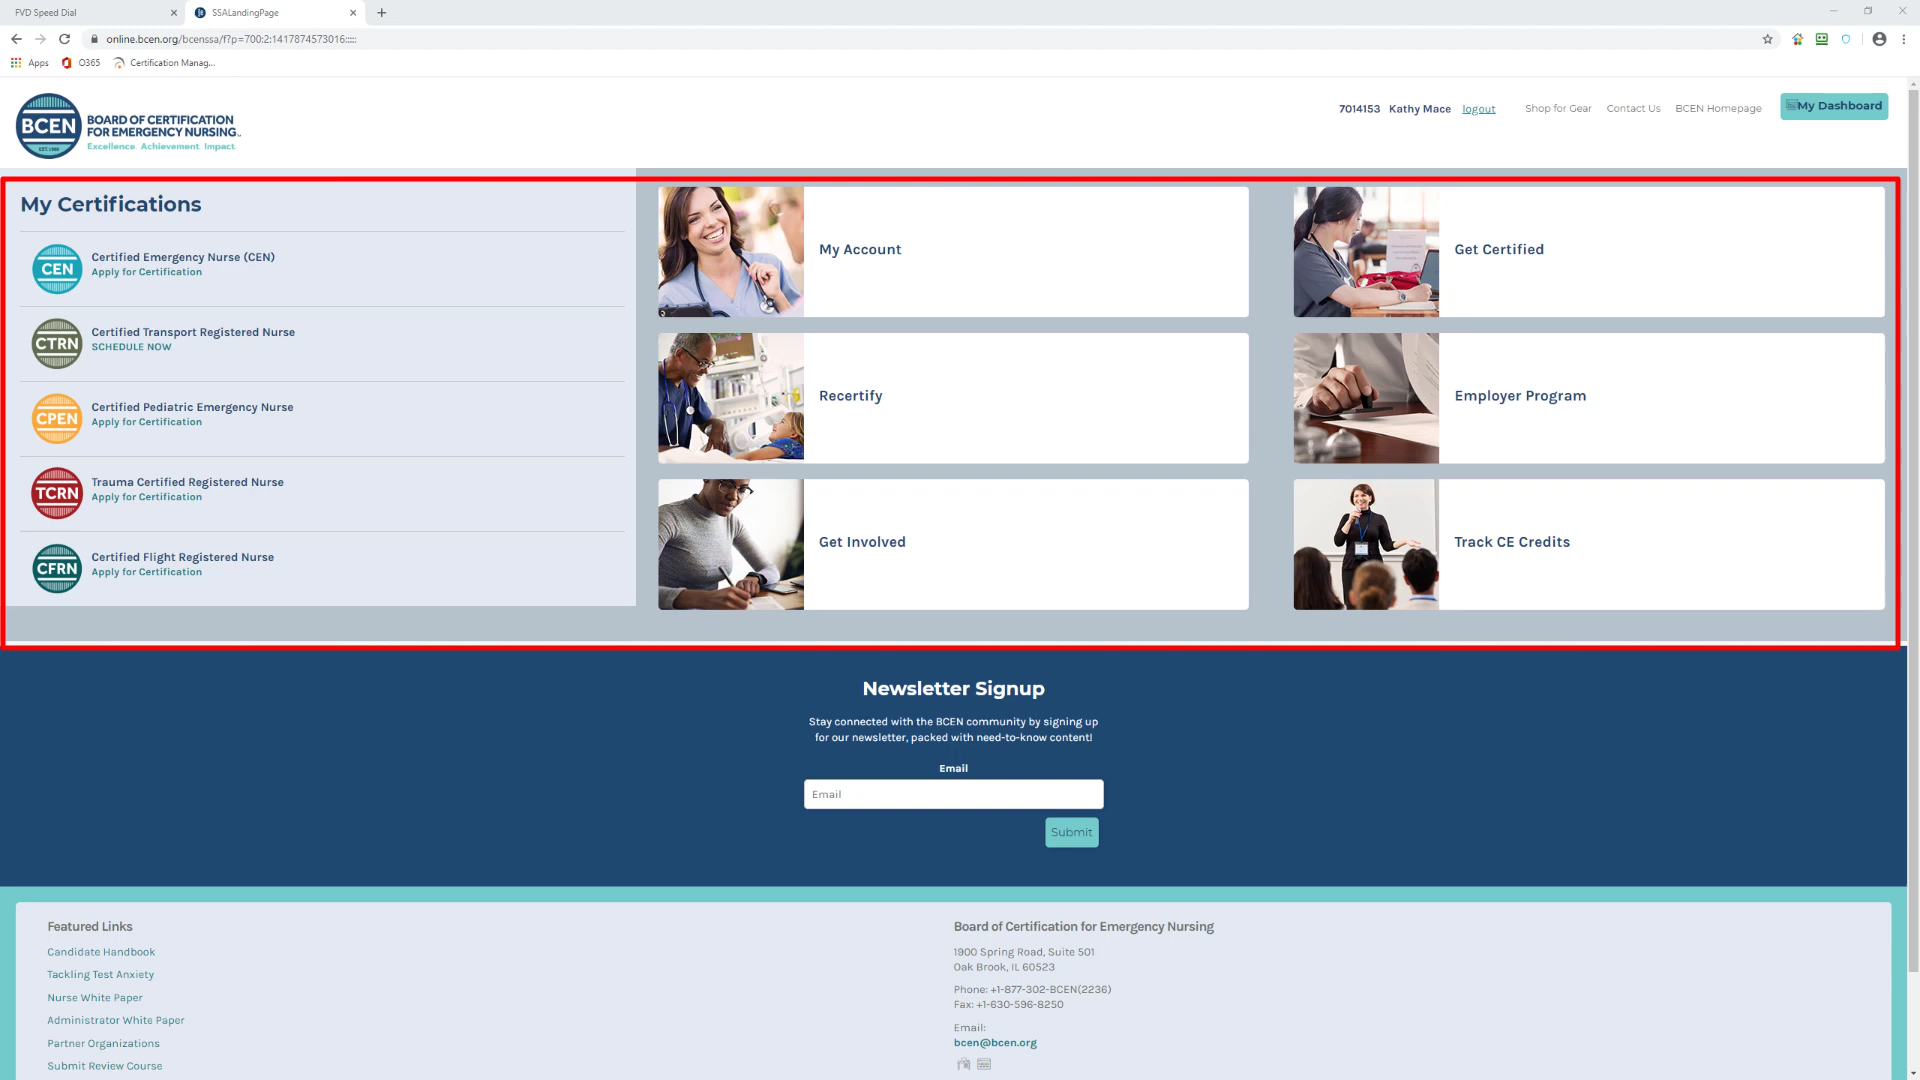 FVD Speed Dial
SSALandingPage
online.bcen.org/bcenssa/f?p=700:2:1417874573016:::::
Apps
O365
Certification Manag...
BCEN
EST. 1980
BOARD OF CERTIFICATION
FOR EMERGENCY NURSING
Excellence. Achievement. Impact.
7014153 Kathy Mace logout
Shop for Gear
Contact Us
BCEN Homepage
My Dashboard
My Certifications
CEN
Certified Emergency Nurse (CEN)
Apply for Certification
CTRN
Certified Transport Registered Nurse
SCHEDULE NOW
CPEN
Certified Pediatric Emergency Nurse
Apply for Certification
TCRN
Trauma Certified Registered Nurse
Apply for Certification
CFRN
Certified Flight Registered Nurse
Apply for Certification
My Account
Get Certified
Recertify
Employer Program
Get Involved
Track CE Credits
Newsletter Signup
Stay connected with the BCEN community by signing up
for our newsletter, packed with need-to-know content!
Email
Email
Submit
Featured Links
Candidate Handbook
Tackling Test Anxiety
Nurse White Paper
Administrator White Paper
Partner Organizations
Submit Review Course
Board of Certification for Emergency Nursing
1900 Spring Road, Suite 501
Oak Brook, IL 60523
Phone: +1-877-302-BCEN(2236)
Fax: +1-630-596-8250
Email:
bcen@bcen.org